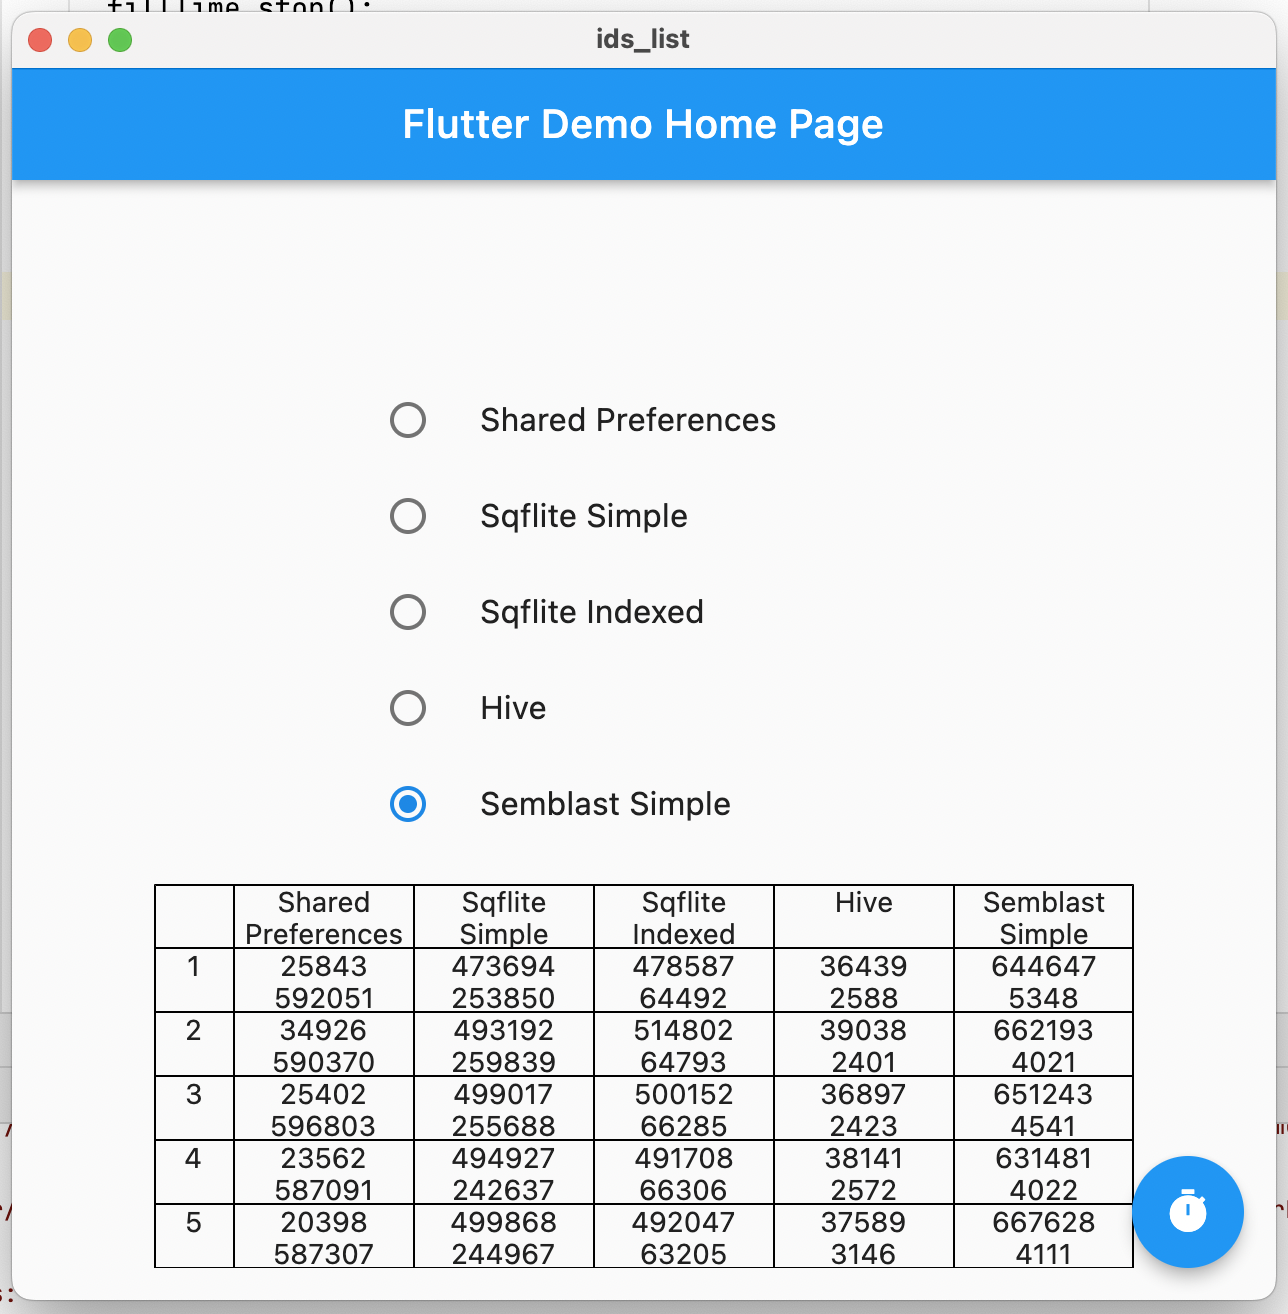 ids_list
Flutter Demo Home Page
Shared Preferences
Sqflite Simple
Sqflite Indexed
Hive
Semblast Simple
Shared Preferences Sqflite Simple Sqflite Indexed Hive Semblast Simple
1 25843 473694 478587 36439 644647
592051 253850 64492 2588 5348
2 34926 493192 514802 39038 662193
590370 259839 64793 2401 4021
3 25402 499017 500152 36897 651243
596803 255688 66285 2423 4541
4 23562 494927 491708 38141 631481
587091 242637 66306 2572 4022
5 20398 499868 492047 37589 667628
587307 244967 63205 3146 4111